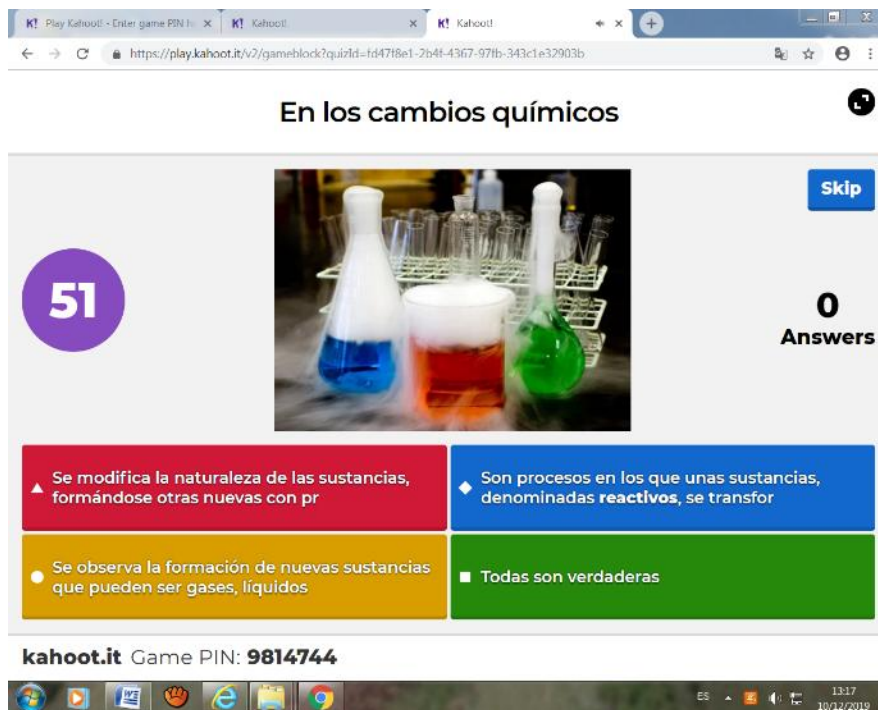 K! Play Kahoot! - Enter game PIN h
K! Kahoot!
K! Kahoot!
https://play.kahoot.it/v2/gameblock?quizId=fd47f8e1-2b4f-4367-97fb-343c1e32903b
En los cambios químicos
Skip
51
0
Answers
Se modifica la naturaleza de las sustancias,
formándose otras nuevas con pr
Son procesos en los que unas sustancias,
denominadas reactivos, se transfor
Se observa la formación de nuevas sustancias
que pueden ser gases, líquidos
Todas son verdaderas
kahoot.it Game PIN: 9814744
ES
13:17
10/12/2019